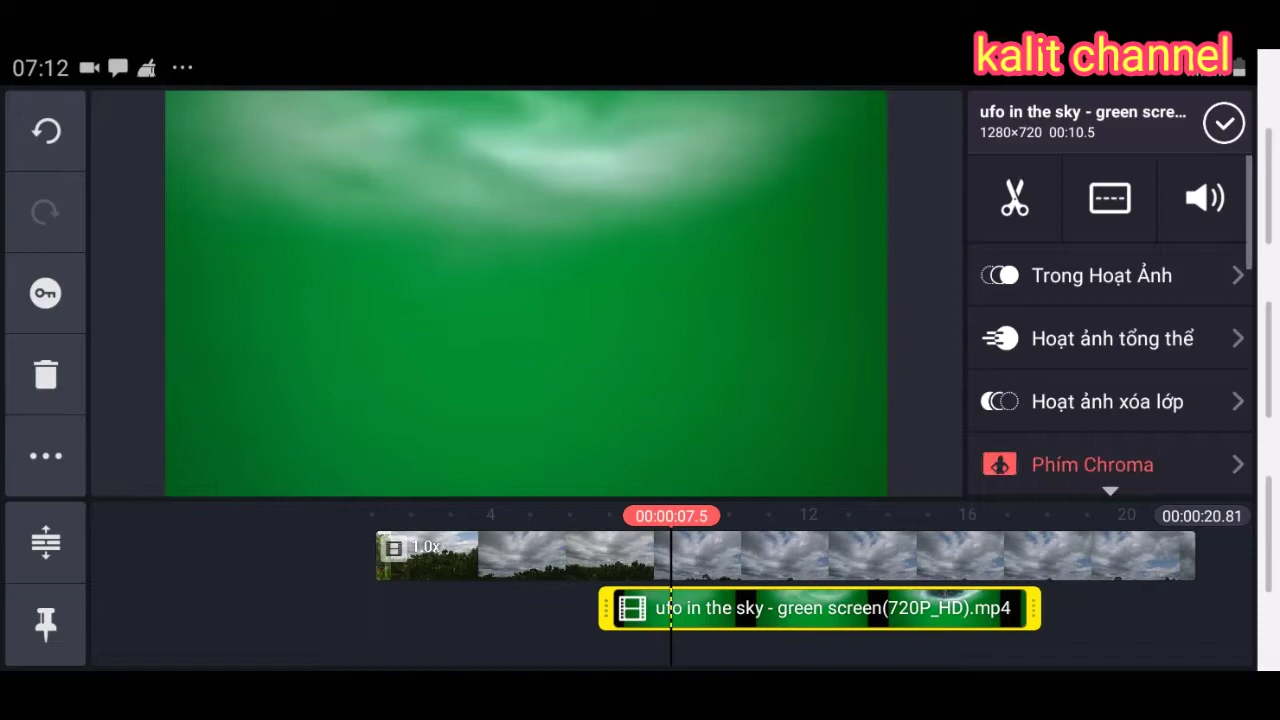 kalit channel
07:12
ufo in the sky - green scre...
1280×720 00:10.5
Trong Hoạt Ảnh
Hoạt ảnh tổng thể
Hoạt ảnh xóa lớp
Phím Chroma
4
00:00:07.5
12
16
20
00:00:20.81
1.0x
ufo in the sky - green screen(720P_HD).mp4